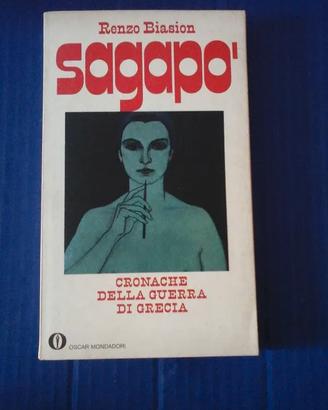 Renzo Biasion
sagapo'
CRONACHE
DELLA GUERRA
DI GRECIA
OSCAR MONDADORI